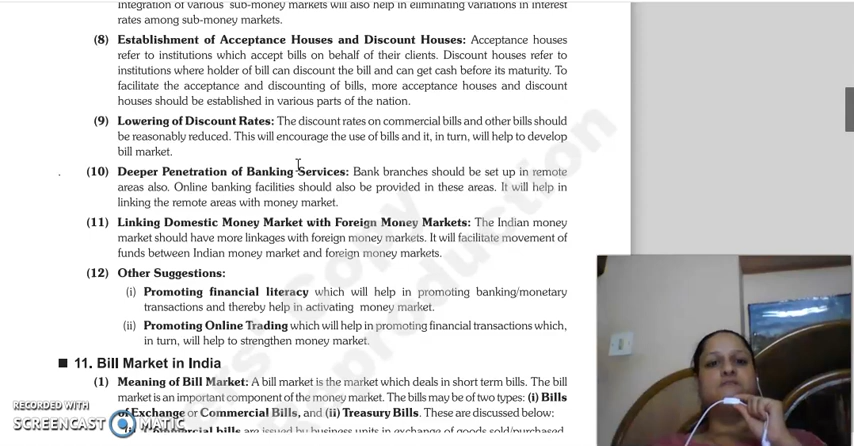 Integration of various sub-money markets will also help in eliminating variations in interest
rates among sub-money markets.
(8) Establishment of Acceptance Houses and Discount Houses: Acceptance houses
refer to institutions which accept bills on behalf of their clients. Discount houses refer to
institutions where holder of bill can discount the bill and can get cash before its maturity. To
facilitate the acceptance and discounting of bills, more acceptance houses and discount
houses should be established in various parts of the nation.
(9) Lowering of Discount Rates: The discount rates on commercial bills and other bills should
be reasonably reduced. This will encourage the use of bills and it, in turn, will help to develop
bill market.
(10) Deeper Penetration of Banking Services: Bank branches should be set up in remote
areas also. Online banking facilities should also be provided in these areas. It will help in
linking the remote areas with money market.
(11) Linking Domestic Money Market with Foreign Money Markets: The Indian money
market should have more linkages with foreign money markets. It will facilitate movement of
funds between Indian money market and foreign money markets.
(12) Other Suggestions:
(i) Promoting financial literacy which will help in promoting banking/monetary
transactions and thereby help in activating money market.
(ii) Promoting Online Trading which will help in promoting financial transactions which,
in turn, will help to strengthen money market.
■ 11. Bill Market in India
(1) Meaning of Bill Market: A bill market is the market which deals in short term bills. The bill
market is an important component of the money market. The bills may be of two types: (i) Bills
of Exchange or Commercial Bills, and (ii) Treasury Bills. These are discussed below:
(i) Commercial bills are issued by business units in exchange of goods sold/purchased.
RECORDED WITH
SCREENCAST MATIC
Copy